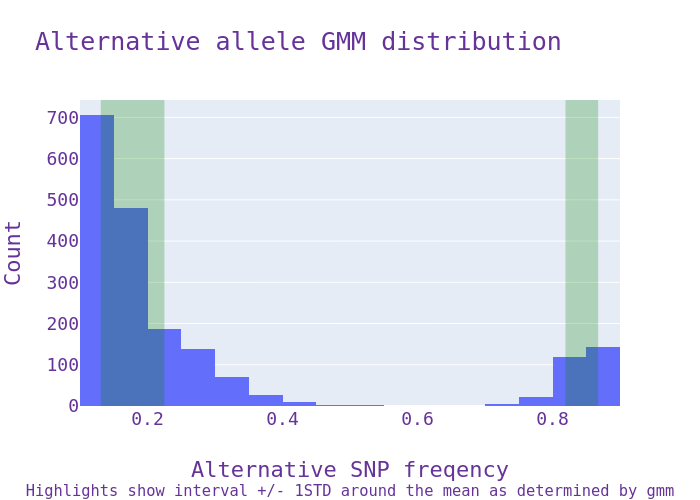 Alternative allele GMM distribution
700
600
500
400
300
200
100
0
Count
0.2 0.4 0.6 0.8
Alternative SNP freqency
Highlights show interval +/- 1STD around the mean as determined by gmm